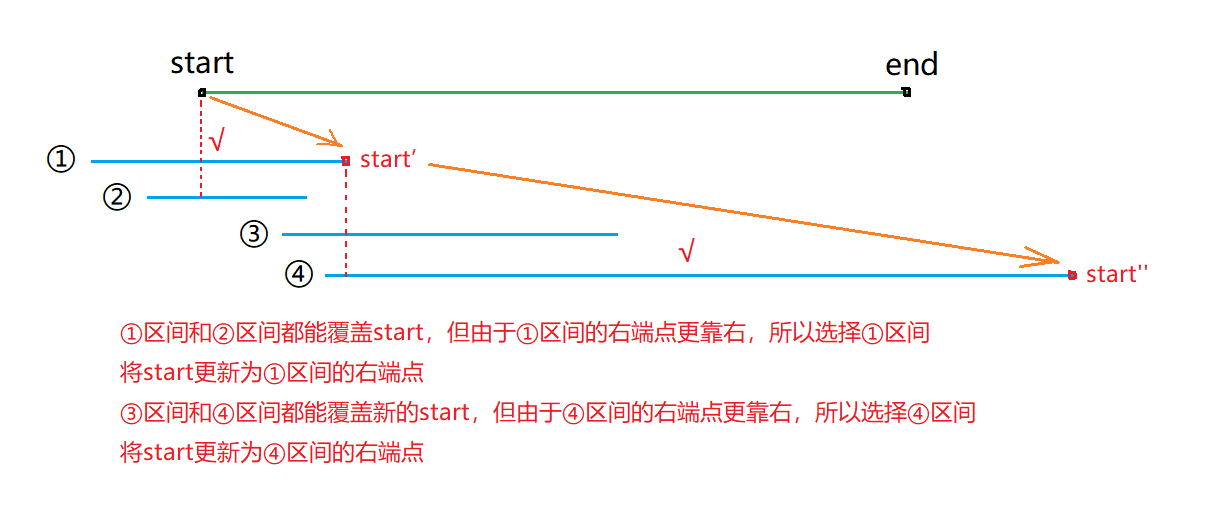 start
end
√
①
start’
②
③
√
④
start''
①区间和②区间都能覆盖start，但由于①区间的右端点更靠右，所以选择①区间
将start更新为①区间的右端点
③区间和④区间都能覆盖新的start，但由于④区间的右端点更靠右，所以选择④区间
将start更新为④区间的右端点